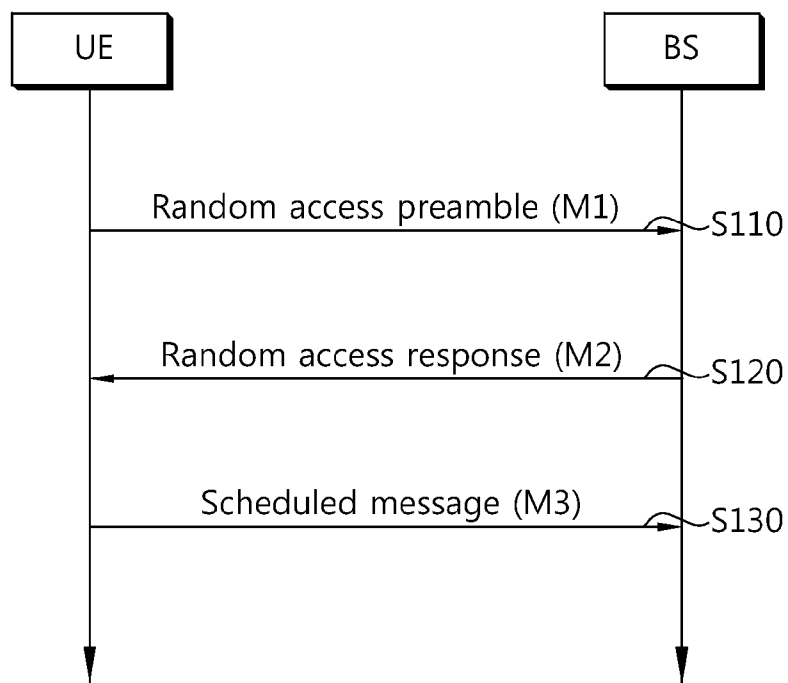 UE
BS
Random access preamble (M1)
S110
Random access response (M2)
S120
Scheduled message (M3)
S130